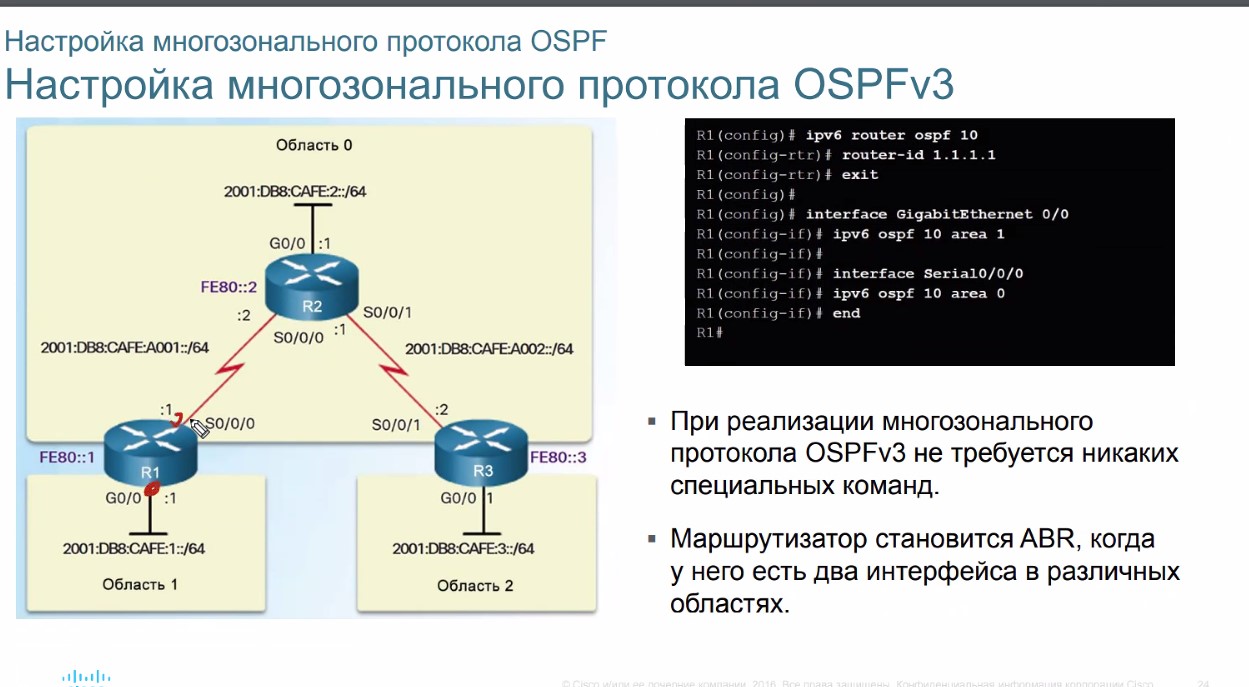 Настройка многозонального протокола OSPF
Настройка многозонального протокола OSPFv3
Область 0
2001:DB8:CAFE:2::/64
G0/0 :1
FE80::2
R2
:2
S0/0/0 :1
S0/0/1
2001:DB8:CAFE:A001::/64
2001:DB8:CAFE:A002::/64
:1
S0/0/0
S0/0/1
:2
FE80::1
R1
R3
FE80::3
G0/0 :1
G0/0 1
2001:DB8:CAFE:1::/64
2001:DB8:CAFE:3::/64
Область 1
Область 2
R1(config)# ipv6 router ospf 10
R1(config-rtr)# router-id 1.1.1.1
R1(config-rtr)# exit
R1(config)#
R1(config)# interface GigabitEthernet 0/0
R1(config-if)# ipv6 ospf 10 area 1
R1(config-if)#
R1(config-if)# interface Serial0/0/0
R1(config-if)# ipv6 ospf 10 area 0
R1(config-if)# end
R1#
▪ При реализации многозонального
протокола OSPFv3 не требуется никаких
специальных команд.
▪ Маршрутизатор становится ABR, когда
у него есть два интерфейса в различных
областях.
© Cisco и/или ее дочерние компании, 2016. Все права защищены. Конфиденциальная информация корпорации Cisco
24